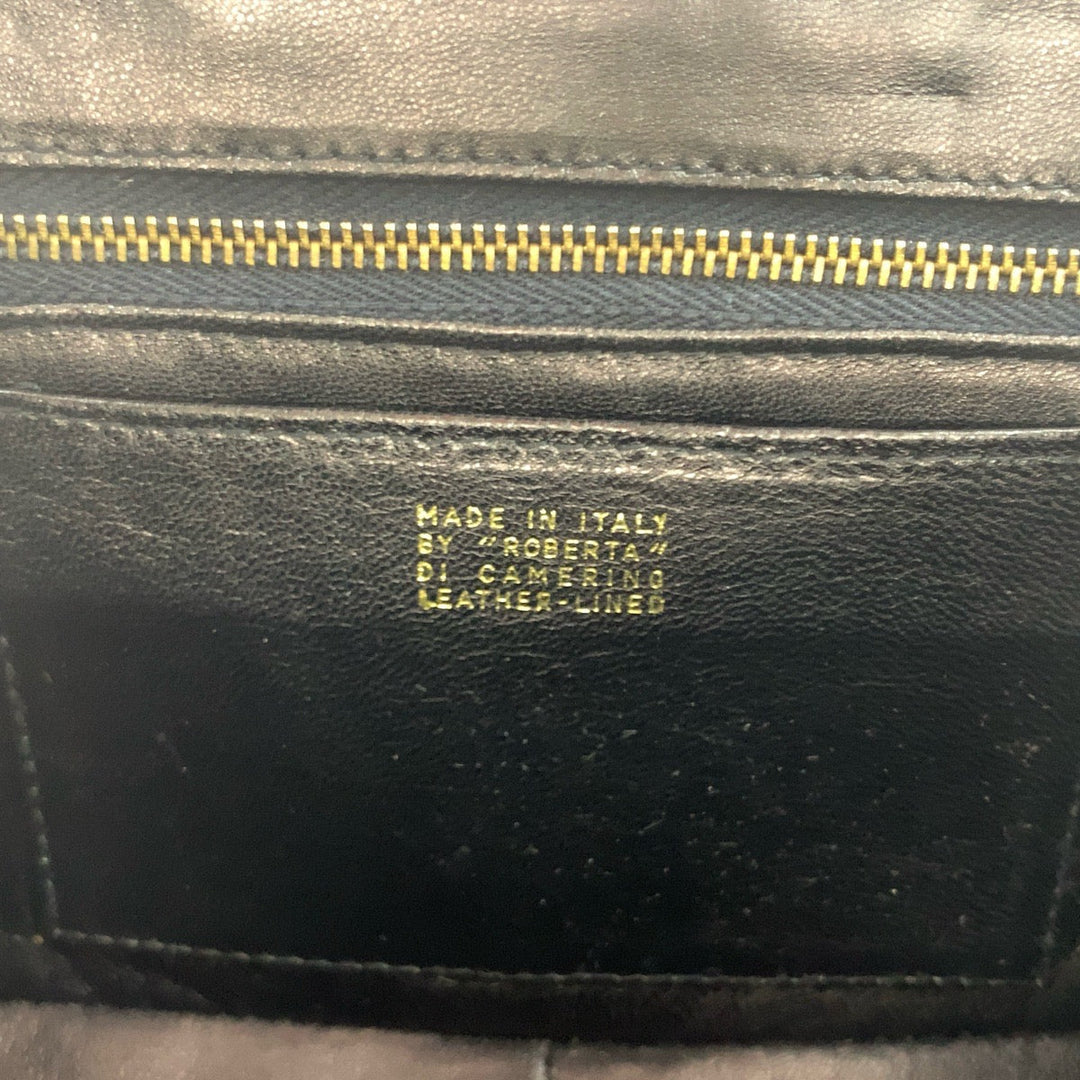 MADE IN ITALY
BY "ROBERTA"
DI CAMERINO
LEATHER-LINED